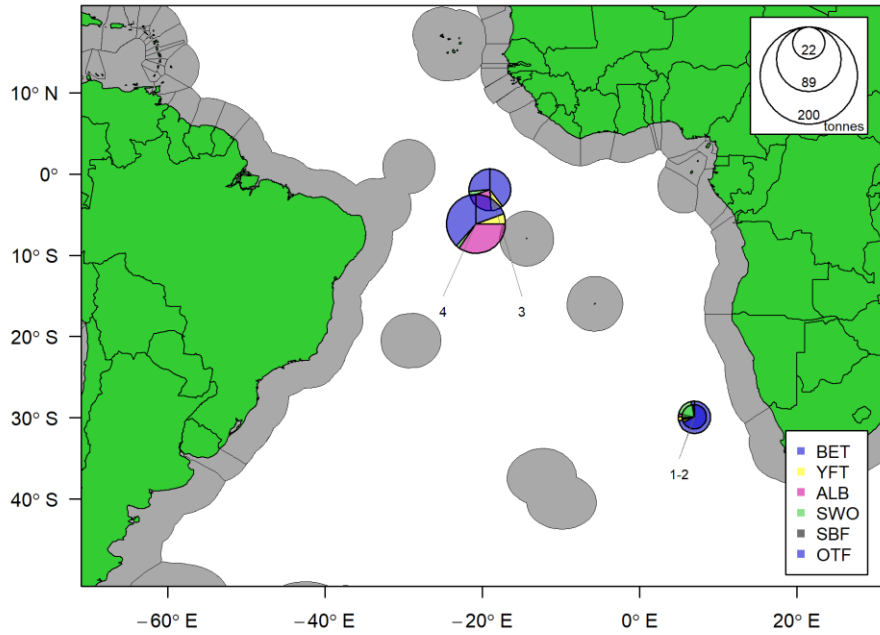 10° N
0°
10° S
20° S
30° S
40° S
22
89
200
tonnes
4
3
1-2
BET
YFT
ALB
SWO
SBF
OTF
−60° E
−40° E
−20° E
0° E
20° E